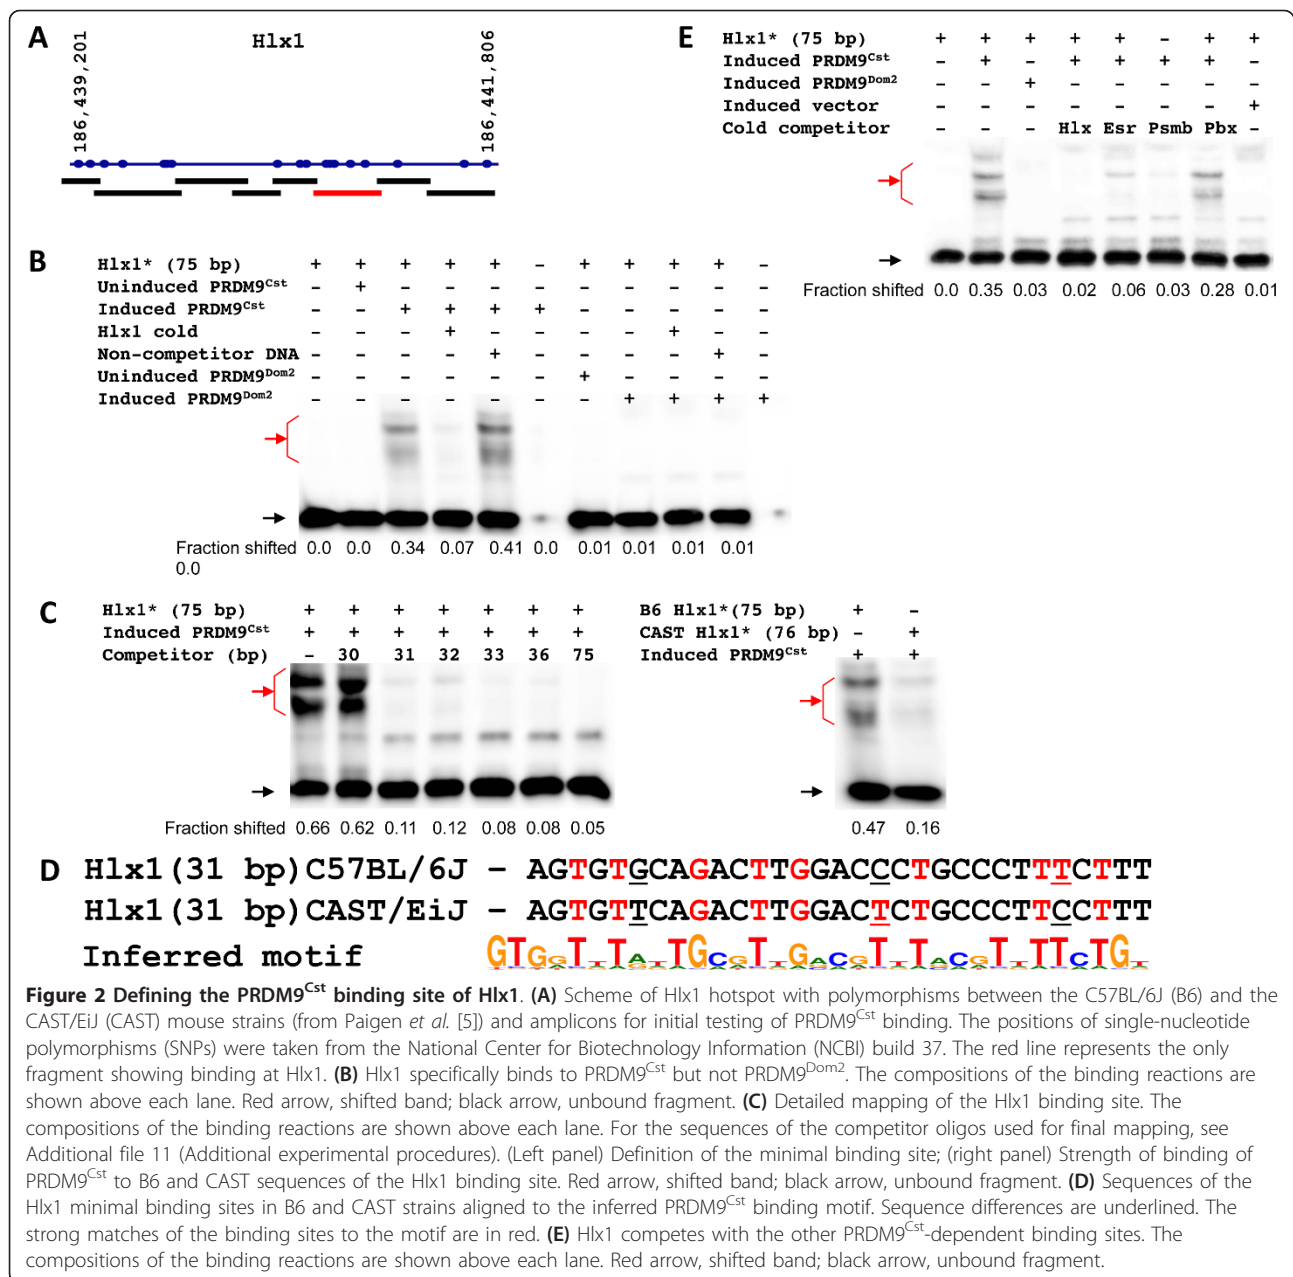 A
Hlx1
186,439,201
186,441,806
B
Hlx1* (75 bp) + + + + + – + + + + –
Uninduced PRDM9Cst – + – – – – – – – – –
Induced PRDM9Cst – – + + + + – – – – –
Hlx1 cold – – – + – – – – + – –
Non-competitor DNA – – – – + – – – – + –
Uninduced PRDM9Dom2 – – – – – – + – – – –
Induced PRDM9Dom2 – – – – – – – + + + +
Fraction shifted 0.0 0.0 0.34 0.07 0.41 0.0 0.01 0.01 0.01 0.01
0.0
C
Hlx1* (75 bp) + + + + + + +
Induced PRDM9Cst + + + + + + +
Competitor (bp) – 30 31 32 33 36 75
Fraction shifted 0.66 0.62 0.11 0.12 0.08 0.08 0.05
B6 Hlx1*(75 bp) + –
CAST Hlx1* (76 bp) – +
Induced PRDM9Cst + +
0.47 0.16
D
Hlx1(31 bp)C57BL/6J – AGTGTGCAGACTTGGACCCTGCCCTTTCTTT
Hlx1(31 bp)CAST/EiJ – AGTGTTCAGACTTGGACTCTGCCCTTCCTTT
Inferred motif
E
Hlx1* (75 bp) + + + + + – + +
Induced PRDM9Cst – + – + + + + –
Induced PRDM9Dom2 – – + – – – – –
Induced vector – – – – – – – +
Cold competitor – – – Hlx Esr Psmb Pbx –
Fraction shifted 0.0 0.35 0.03 0.02 0.06 0.03 0.28 0.01
Figure 2 Defining the PRDM9Cst binding site of Hlx1. (A) Scheme of Hlx1 hotspot with polymorphisms between the C57BL/6J (B6) and the
CAST/EiJ (CAST) mouse strains (from Paigen et al. [5]) and amplicons for initial testing of PRDM9Cst binding. The positions of single-nucleotide
polymorphisms (SNPs) were taken from the National Center for Biotechnology Information (NCBI) build 37. The red line represents the only
fragment showing binding at Hlx1. (B) Hlx1 specifically binds to PRDM9Cst but not PRDM9Dom2. The compositions of the binding reactions are
shown above each lane. Red arrow, shifted band; black arrow, unbound fragment. (C) Detailed mapping of the Hlx1 binding site. The
compositions of the binding reactions are shown above each lane. For the sequences of the competitor oligos used for final mapping, see
Additional file 11 (Additional experimental procedures). (Left panel) Definition of the minimal binding site; (right panel) Strength of binding of
PRDM9Cst to B6 and CAST sequences of the Hlx1 binding site. Red arrow, shifted band; black arrow, unbound fragment. (D) Sequences of the
Hlx1 minimal binding sites in B6 and CAST strains aligned to the inferred PRDM9Cst binding motif. Sequence differences are underlined. The
strong matches of the binding sites to the motif are in red. (E) Hlx1 competes with the other PRDM9Cst-dependent binding sites. The
compositions of the binding reactions are shown above each lane. Red arrow, shifted band; black arrow, unbound fragment.